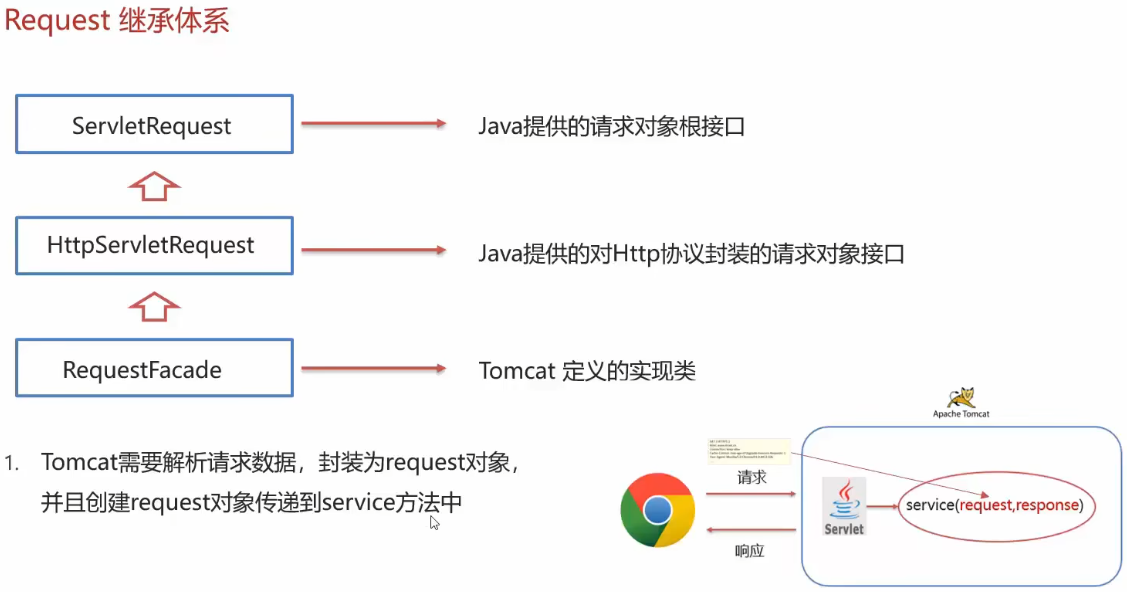 Request 继承体系
ServletRequest
Java提供的请求对象根接口
HttpServletRequest
Java提供的对Http协议封装的请求对象接口
RequestFacade
Tomcat 定义的实现类
1. Tomcat需要解析请求数据，封装为request对象，
并且创建request对象传递到service方法中
Apache Tomcat
请求
Servlet
service(request,response)
响应